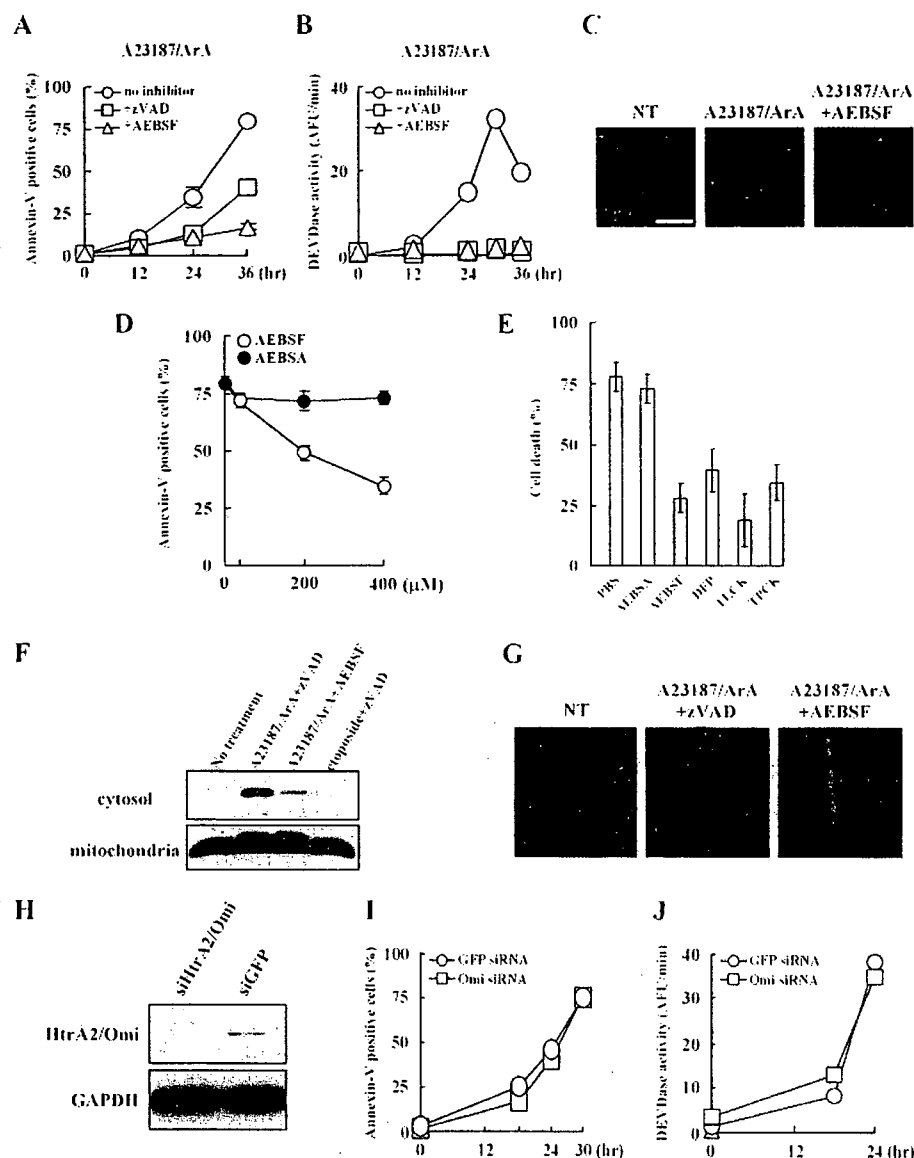 A
A23187/ArA
Annexin-V positive cells (%)
100
75
50
25
0
no inhibitor
+zVAD
+AEBSF
0 12 24 36 (hr)
B
A23187/ArA
DEVDase activity (AFU/min)
40
20
0
no inhibitor
+zVAD
+AEBSF
0 12 24 36 (hr)
C
NT
A23187/ArA
A23187/ArA
+AEBSF
D
Annexin-V positive cells (%)
100
75
50
25
0
AEBSF
AEBSA
0 200 400 (μM)
E
Cell death (%)
100
75
50
25
0
PBS
AEBSA
AEBSF
DFP
TLCK
TPCK
F
No treatment
A23187/ArA+zVAD
A23187/ArA+AEBSF
etoposide+zVAD
cytosol
mitochondria
G
NT
A23187/ArA
+zVAD
A23187/ArA
+AEBSF
H
siHtrA2/Omi
siGFP
HtrA2/Omi
GAPDH
I
Annexin-V positive cells (%)
100
75
50
25
0
GFP siRNA
Omi siRNA
0 12 24 30 (hr)
J
DEVDase activity (AFU/min)
40
30
20
10
0
GFP siRNA
Omi siRNA
0 12 24 (hr)